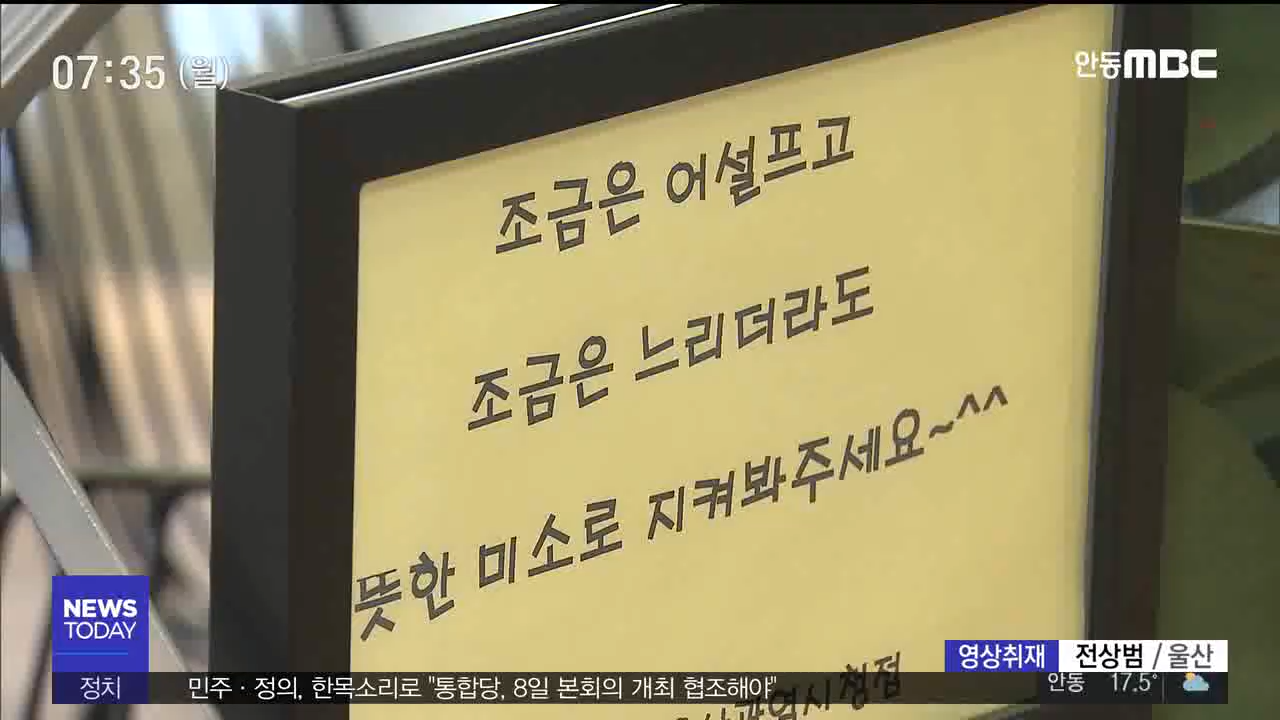 07:35 (월)
안동MBC
조금은 어설프고
조금은 느리더라도
뜻한 미소로 지켜봐주세요~^^
시청점
NEWS
TODAY
영상취재 전상범 / 울산
정치 민주·정의, 한목소리로 "통합당, 8일 본회의 개최 협조해야" 안동 17.5°